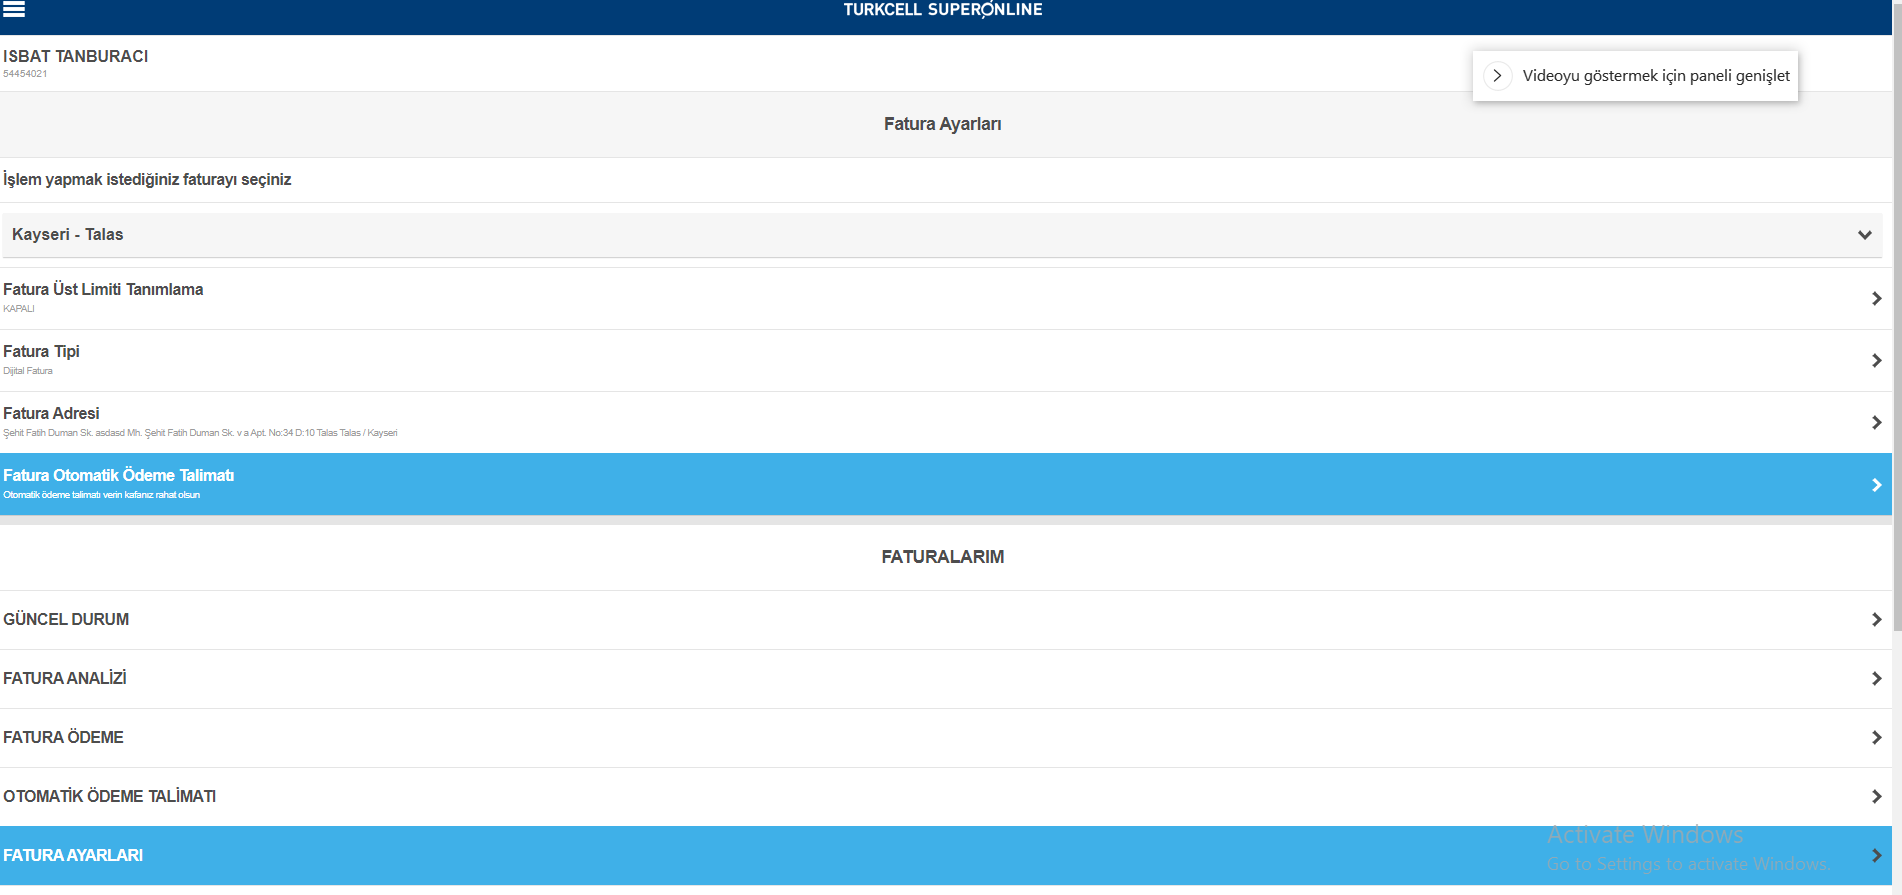 TURKCELL SUPERONLINE
ISBAT TANBURACI
54454021
Videoyu göstermek için paneli genişlet
Fatura Ayarları
İşlem yapmak istediğiniz faturayı seçiniz
Kayseri - Talas
Fatura Üst Limiti Tanımlama
KAPALI
Fatura Tipi
Dijital Fatura
Fatura Adresi
Şehit Fatih Duman Sk. asdasd Mh. Şehit Fatih Duman Sk. v a Apt. No:34 D:10 Talas Talas / Kayseri
Fatura Otomatik Ödeme Talimatı
Otomatik ödeme talimatı verin kafanız rahat olsun
FATURALARIM
GÜNCEL DURUM
FATURA ANALİZİ
FATURA ÖDEME
OTOMATİK ÖDEME TALİMATI
FATURA AYARLARI
Activate Windows
Go to Settings to activate Windows.